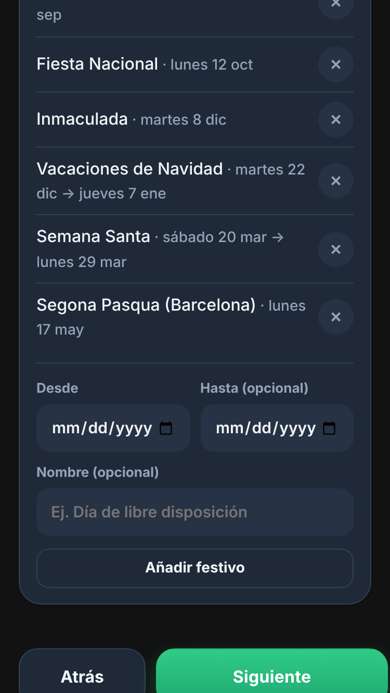 sep
Fiesta Nacional · lunes 12 oct
Inmaculada · martes 8 dic
Vacaciones de Navidad · martes 22
dic → jueves 7 ene
Semana Santa · sábado 20 mar →
lunes 29 mar
Segona Pasqua (Barcelona) · lunes
17 may
Desde
Hasta (opcional)
mm/dd/yyyy
mm/dd/yyyy
Nombre (opcional)
Ej. Día de libre disposición
Añadir festivo
Atrás
Siguiente